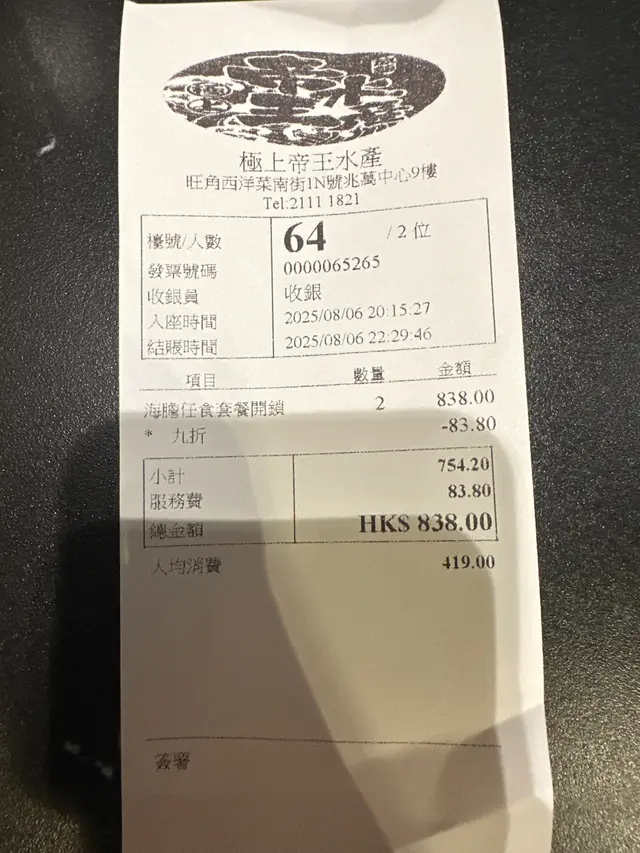 極上帝王水產
旺角西洋菜南街1N號兆萬中心9樓
Tel:2111 1821
檯號/人數 64 /2位
發票號碼 0000065265
收銀員 收銀
入座時間 2025/08/06 20:15:27
結賬時間 2025/08/06 22:29:46
項目 數量 金額
海膽任食套餐開鎖 2 838.00
* 九折 -83.80
小計 754.20
服務費 83.80
總金額 HK$ 838.00
人均消費 419.00
簽署